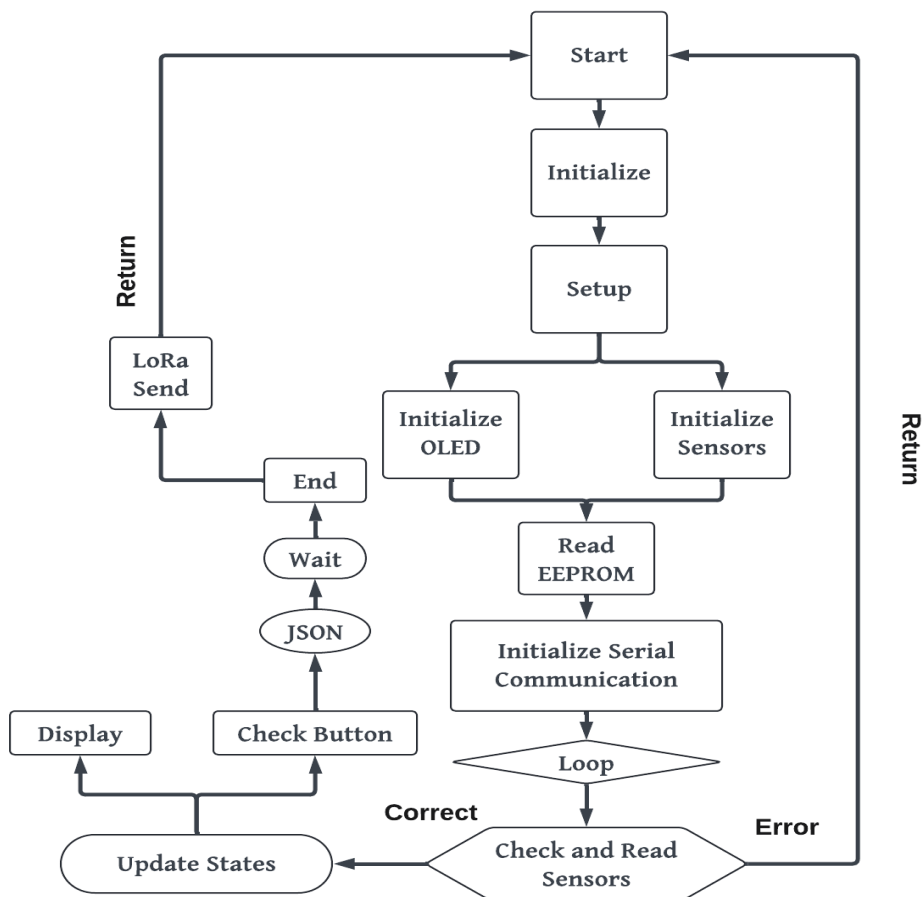 Start
Initialize
Setup
Return
LoRa
Send
Initialize
OLED
Initialize
Sensors
Return
End
Read
EEPROM
Wait
JSON
Initialize Serial
Communication
Display
Check Button
Loop
Correct
Error
Update States
Check and Read
Sensors